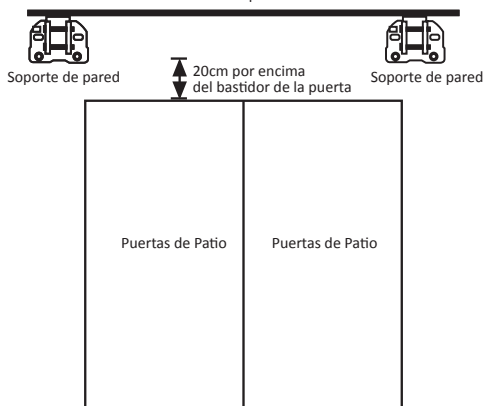 Soporte de pared
20cm por encima
del bastidor de la puerta
Soporte de pared
Puertas de Patio
Puertas de Patio